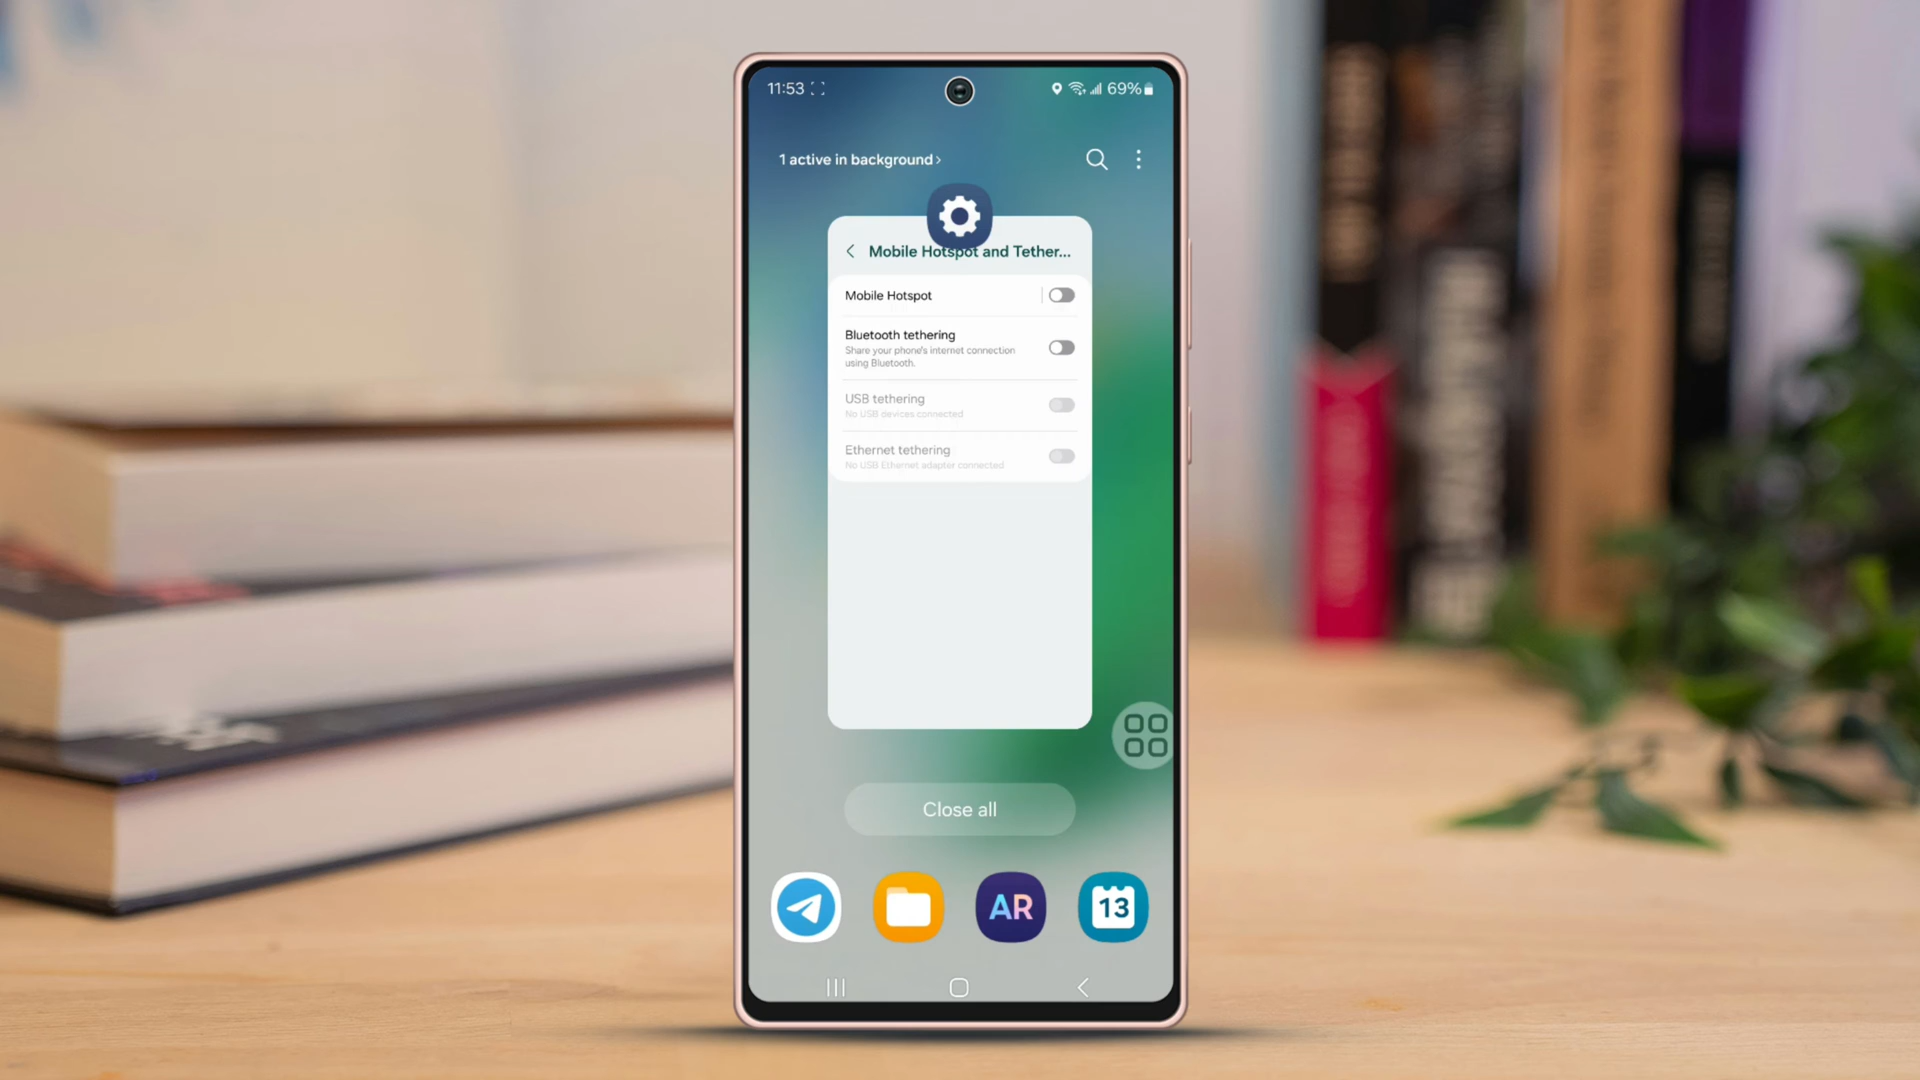 11:53
69%
1 active in background >
Mobile Hotspot and Tether...
Mobile Hotspot
Bluetooth tethering
Share your phone's internet connection
using Bluetooth.
USB tethering
No USB devices connected
Ethernet tethering
No USB Ethernet adapter connected
Close all
AR
13